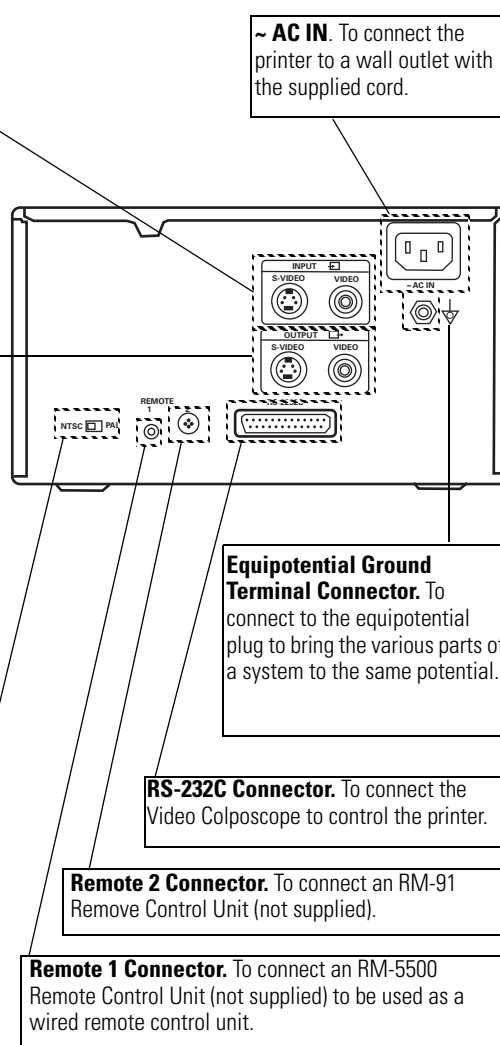 ~ AC IN. To connect the
printer to a wall outlet with
the supplied cord.
INPUT
S-VIDEO VIDEO
~ AC IN
OUTPUT
S-VIDEO VIDEO
REMOTE
1 2
NTSC PAL
Equipotential Ground
Terminal Connector. To
connect to the equipotential
plug to bring the various parts of
a system to the same potential.
RS-232C Connector. To connect the
Video Colposcope to control the printer.
Remote 2 Connector. To connect an RM-91
Remove Control Unit (not supplied).
Remote 1 Connector. To connect an RM-5500
Remote Control Unit (not supplied) to be used as a
wired remote control unit.